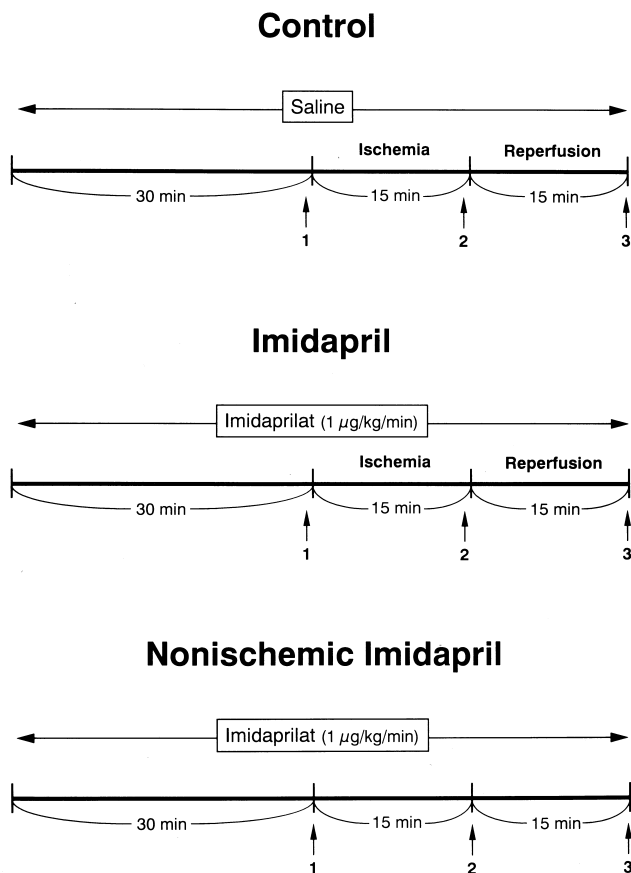 Control
Saline
Ischemia Reperfusion
30 min 15 min 15 min
1 2 3
Imidapril
Imidaprilat (1 µg/kg/min)
Ischemia Reperfusion
30 min 15 min 15 min
1 2 3
Nonischemic Imidapril
Imidaprilat (1 µg/kg/min)
30 min 15 min 15 min
1 2 3